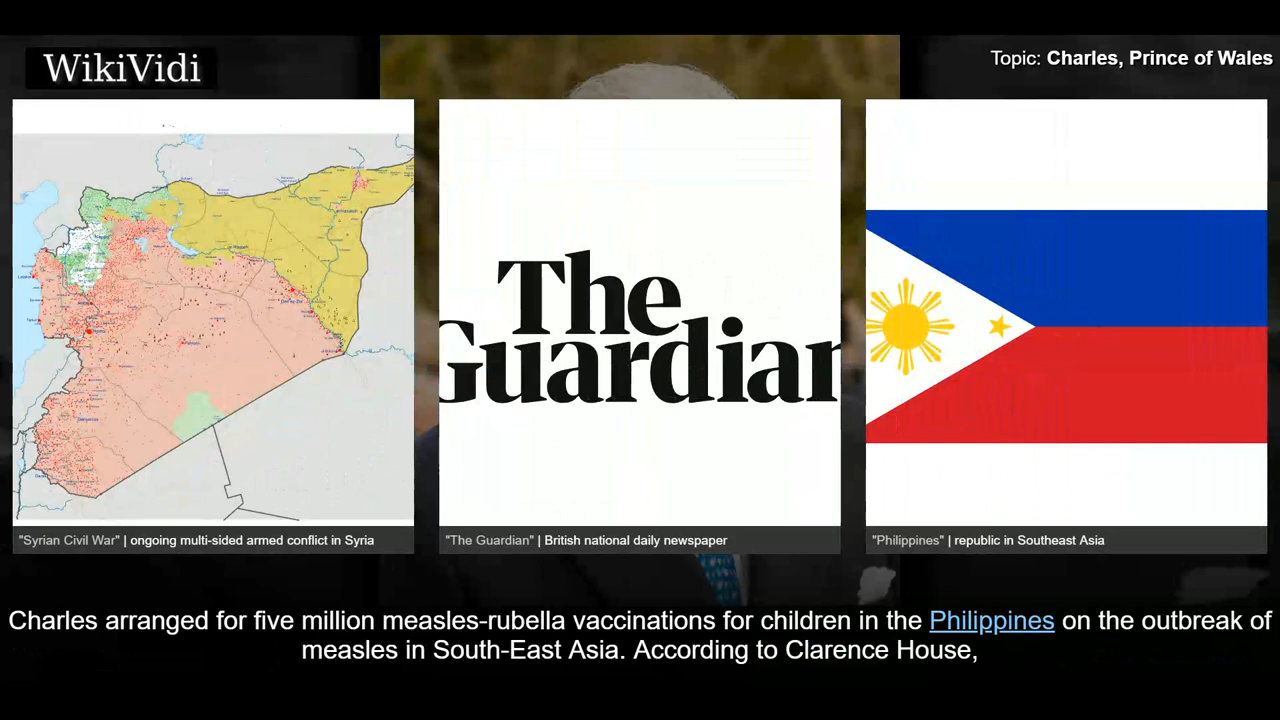 WikiVidi
Topic: Charles, Prince of Wales
The
Guardian
"Syrian Civil War" | ongoing multi-sided armed conflict in Syria
"The Guardian" | British national daily newspaper
"Philippines" | republic in Southeast Asia
Charles arranged for five million measles-rubella vaccinations for children in the Philippines on the outbreak of
measles in South-East Asia. According to Clarence House,